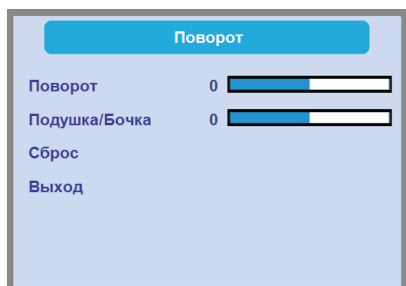 Поворот
Поворот 0
Подушка/Бочка 0
Сброс
Выход